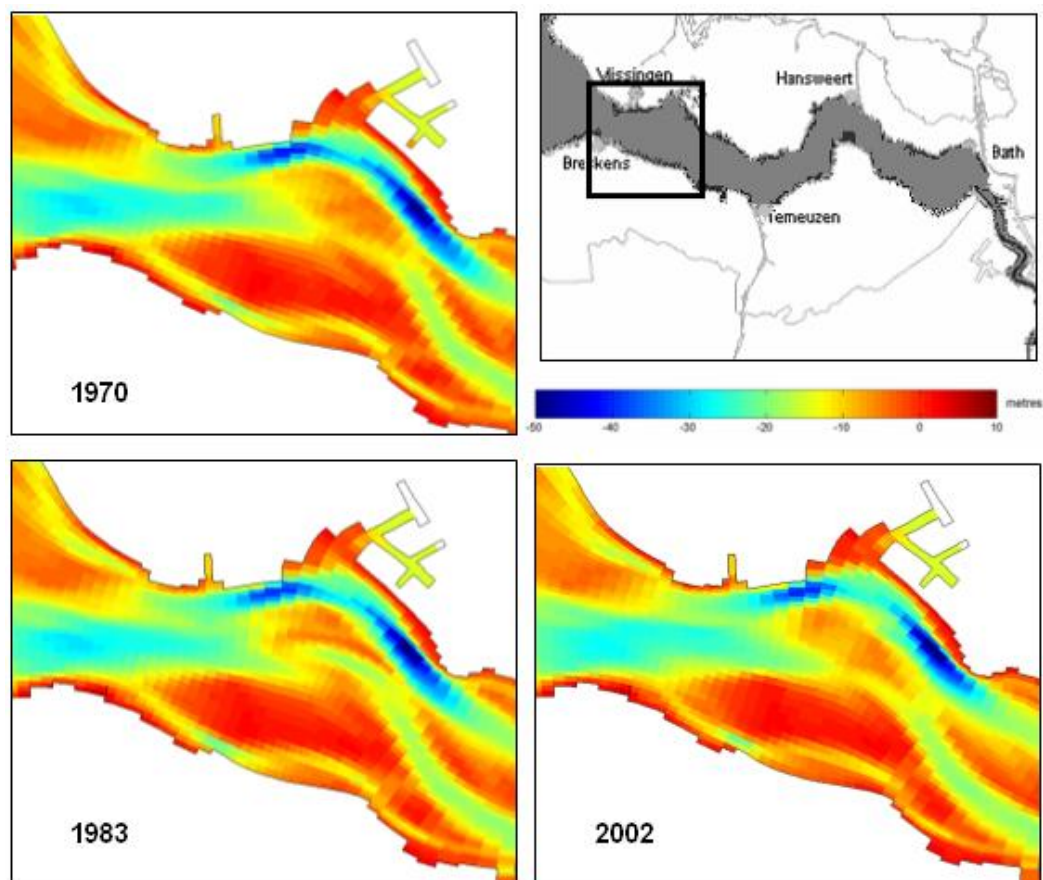 1970
Vlissingen
Hansweert
Breskens
Bath
Terneuzen
metres
-50 -40 -30 -20 -10 0 10
1983
2002